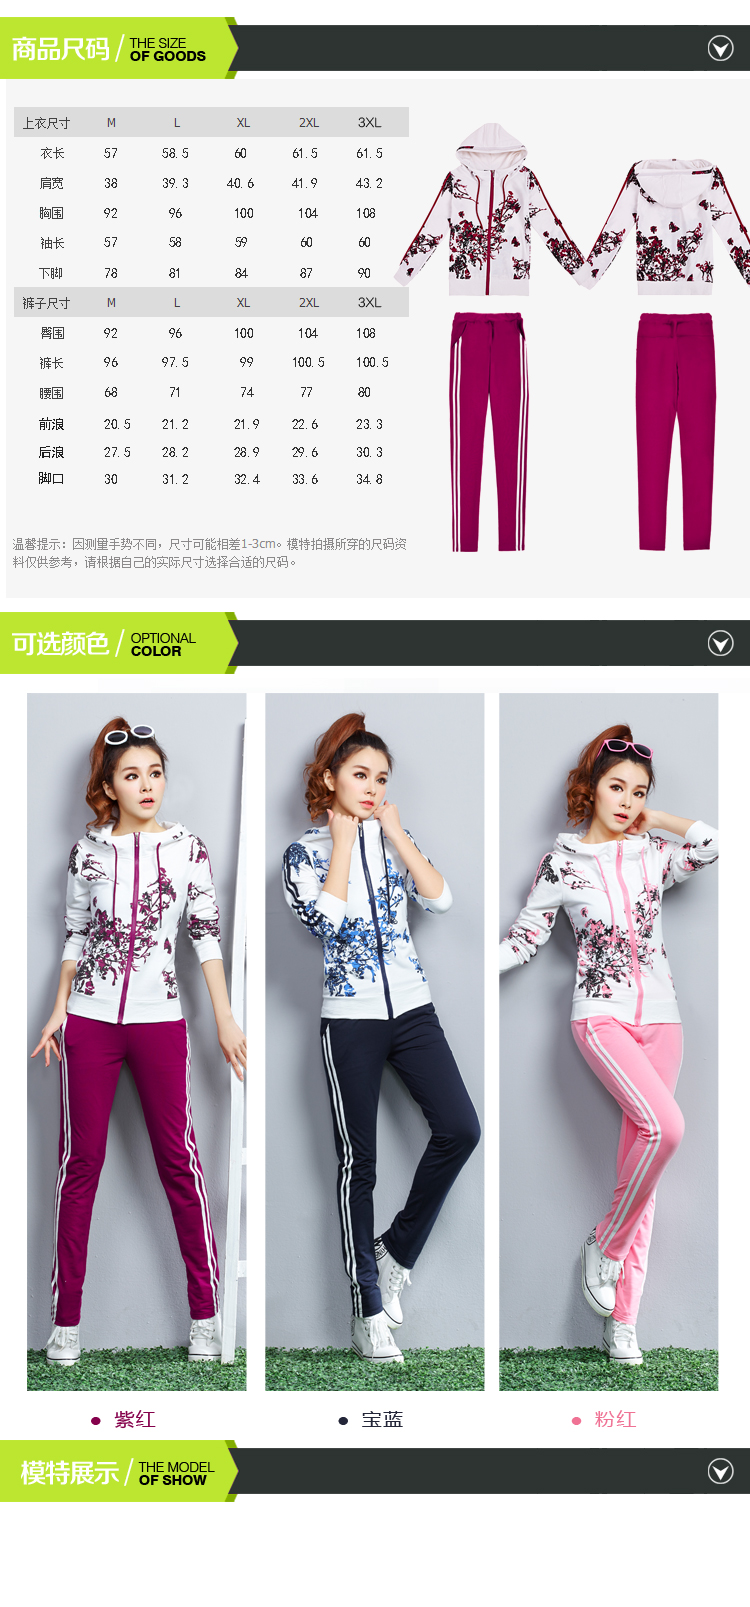 商品尺码 / THE SIZE
OF GOODS
上衣尺寸 M L XL 2XL 3XL
衣长 57 58.5 60 61.5 61.5
肩宽 38 39.3 40.6 41.9 43.2
胸围 92 96 100 104 108
袖长 57 58 59 60 60
下脚 78 81 84 87 90
裤子尺寸 M L XL 2XL 3XL
臀围 92 96 100 104 108
裤长 96 97.5 99 100.5 100.5
腰围 68 71 74 77 80
前浪 20.5 21.2 21.9 22.6 23.3
后浪 27.5 28.2 28.9 29.6 30.3
脚口 30 31.2 32.4 33.6 34.8
温馨提示：因测量手势不同，尺寸可能相差1-3cm。模特拍摄所穿的尺码资
料仅供参考，请根据自己的实际尺寸选择合适的尺码。
可选颜色 / OPTIONAL
COLOR
● 紫红
● 宝蓝
● 粉红
模特展示 / THE MODEL
OF SHOW